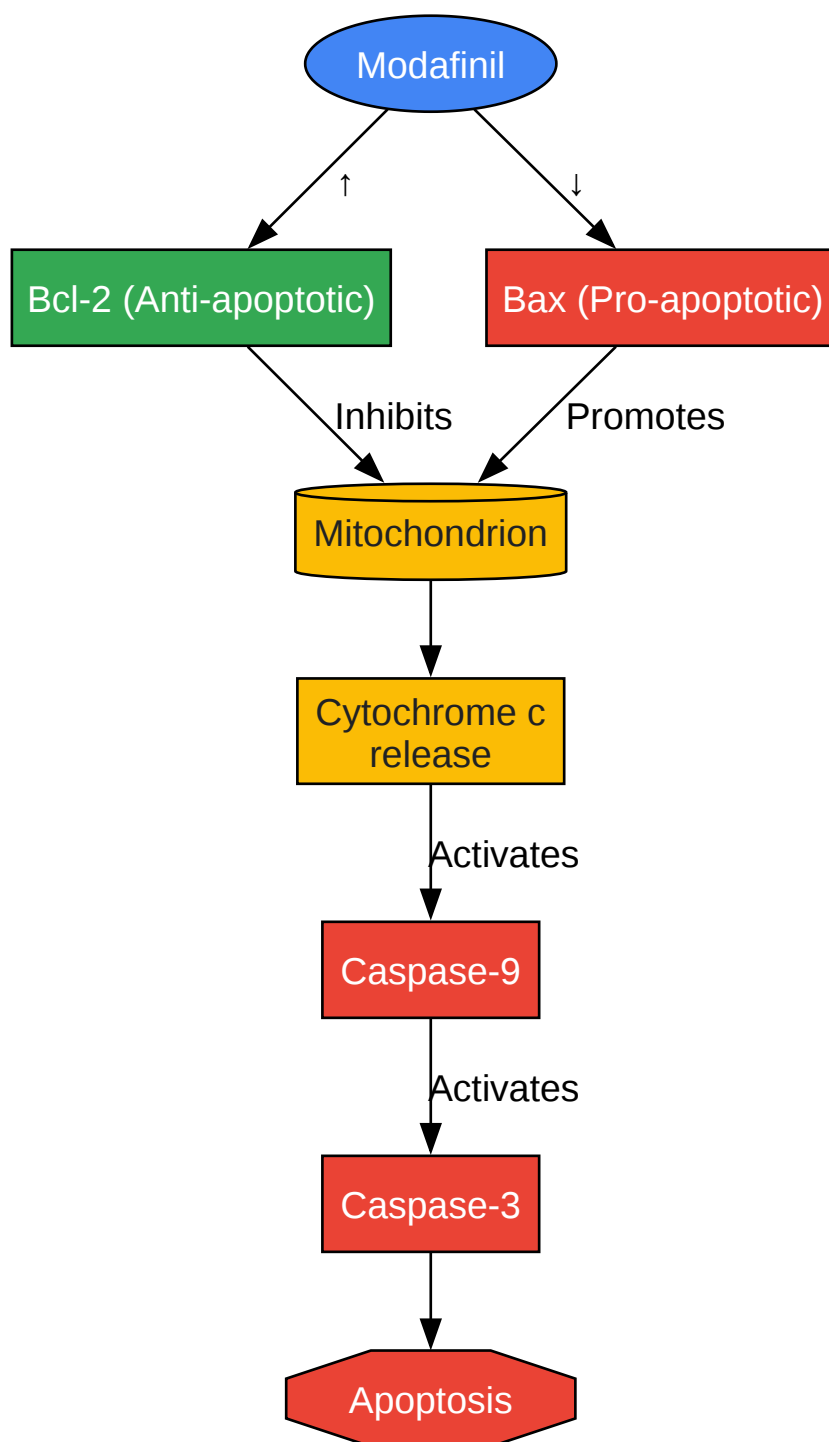 Modafinil
↑
↓
Bcl-2 (Anti-apoptotic)
Bax (Pro-apoptotic)
Inhibits
Promotes
Mitochondrion
Cytochrome c
release
Activates
Caspase-9
Activates
Caspase-3
Apoptosis